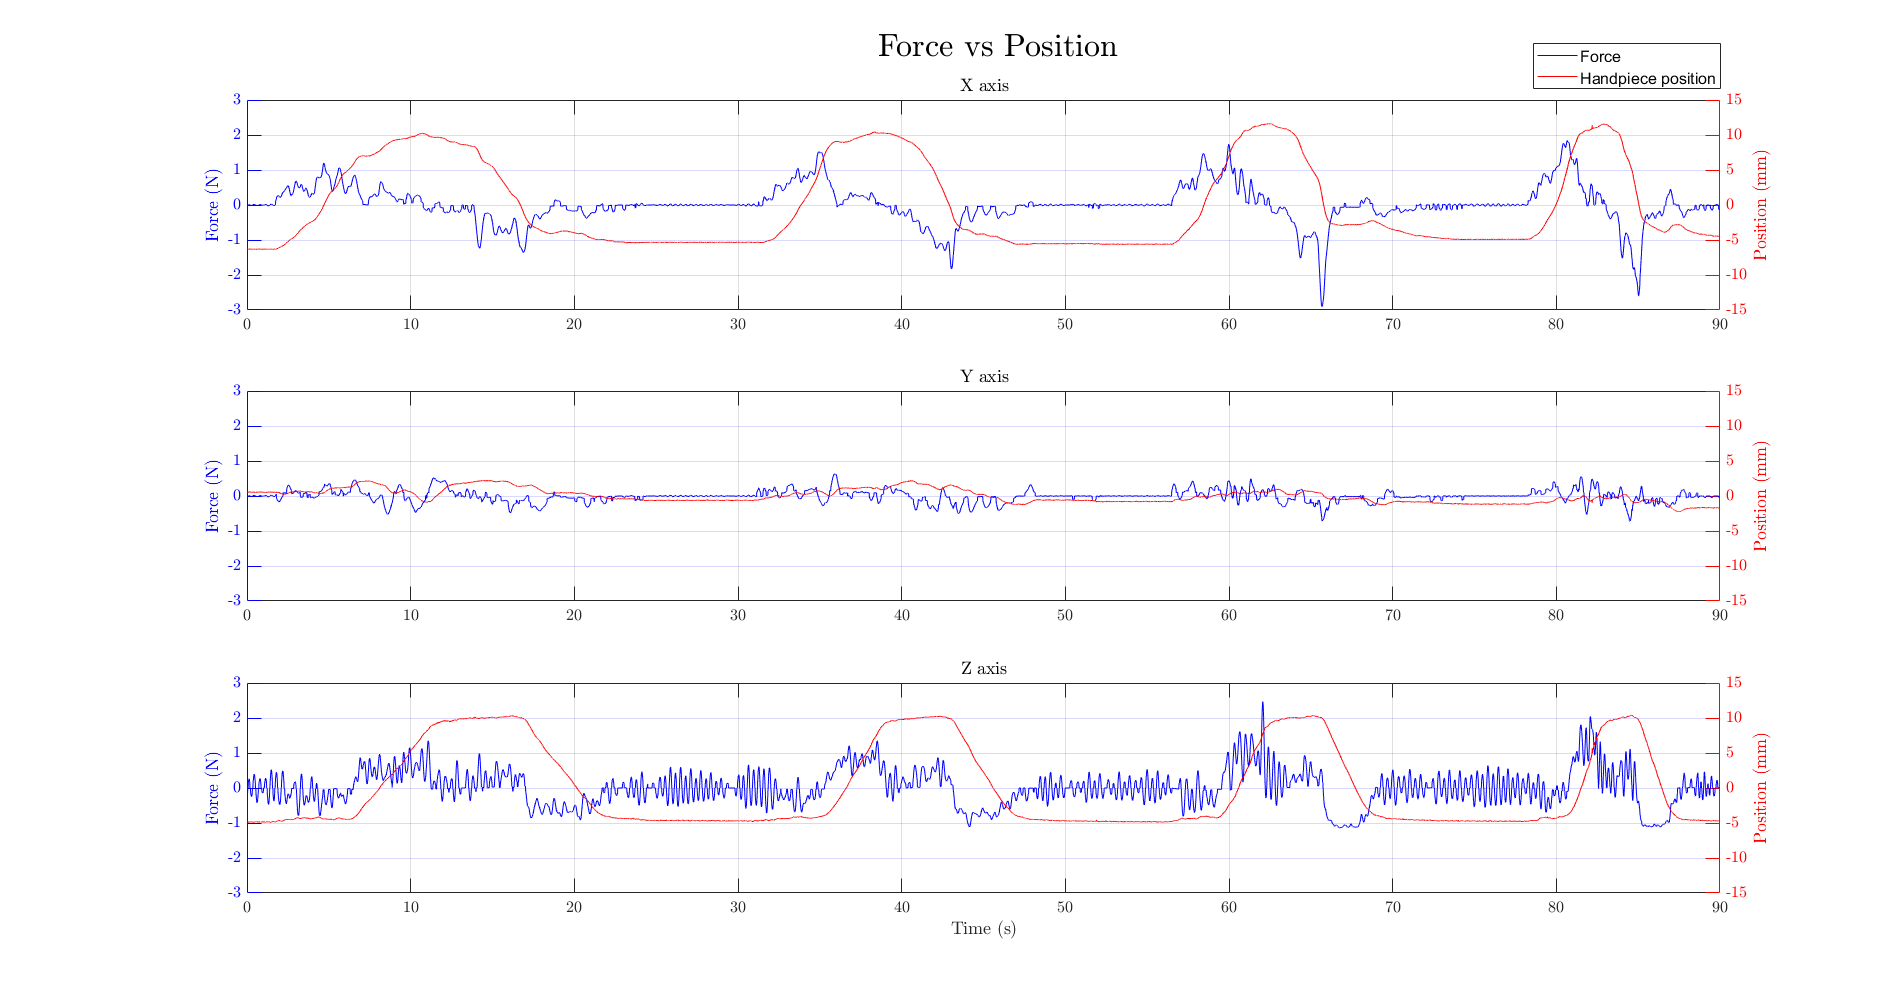 Force vs Position
Force
Handpiece position
X axis
3
2
1
0
-1
-2
-3
Force (N)
15
10
5
0
-5
-10
-15
Position (mm)
0 10 20 30 40 50 60 70 80 90
Y axis
3
2
1
0
-1
-2
-3
Force (N)
15
10
5
0
-5
-10
-15
Position (mm)
0 10 20 30 40 50 60 70 80 90
Z axis
3
2
1
0
-1
-2
-3
Force (N)
15
10
5
0
-5
-10
-15
Position (mm)
0 10 20 30 40 50 60 70 80 90
Time (s)